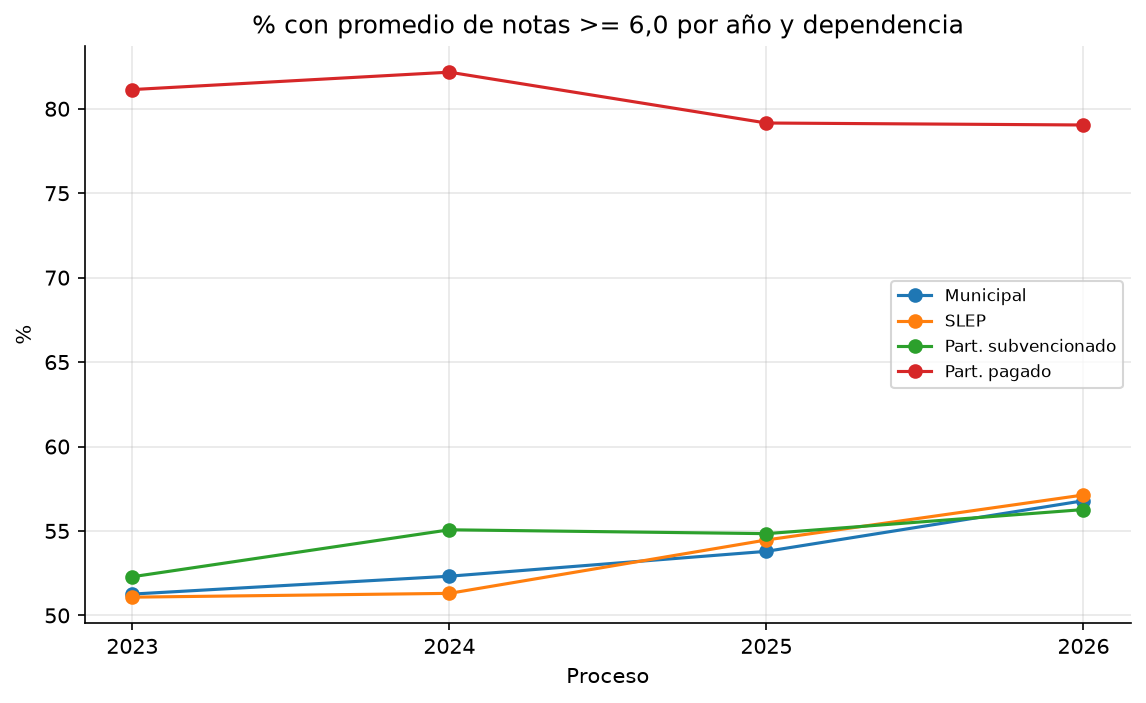 % con promedio de notas >= 6,0 por año y dependencia
%
80
75
70
65
60
55
50
Municipal
SLEP
Part. subvencionado
Part. pagado
2023 2024 2025 2026
Proceso